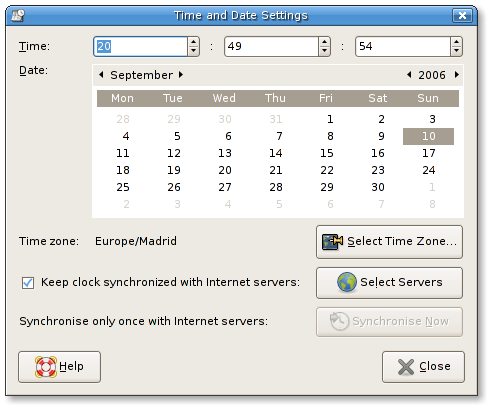 Time and Date Settings
Time: 20 : 49 : 54
Date: September 2006
Mon Tue Wed Thu Fri Sat Sun
28 29 30 31 1 2 3
4 5 6 7 8 9 10
11 12 13 14 15 16 17
18 19 20 21 22 23 24
25 26 27 28 29 30 1
2 3 4 5 6 7 8
Time zone: Europe/Madrid Select Time Zone...
Keep clock synchronized with Internet servers: Select Servers
Synchronise only once with Internet servers: Synchronise Now
Help Close